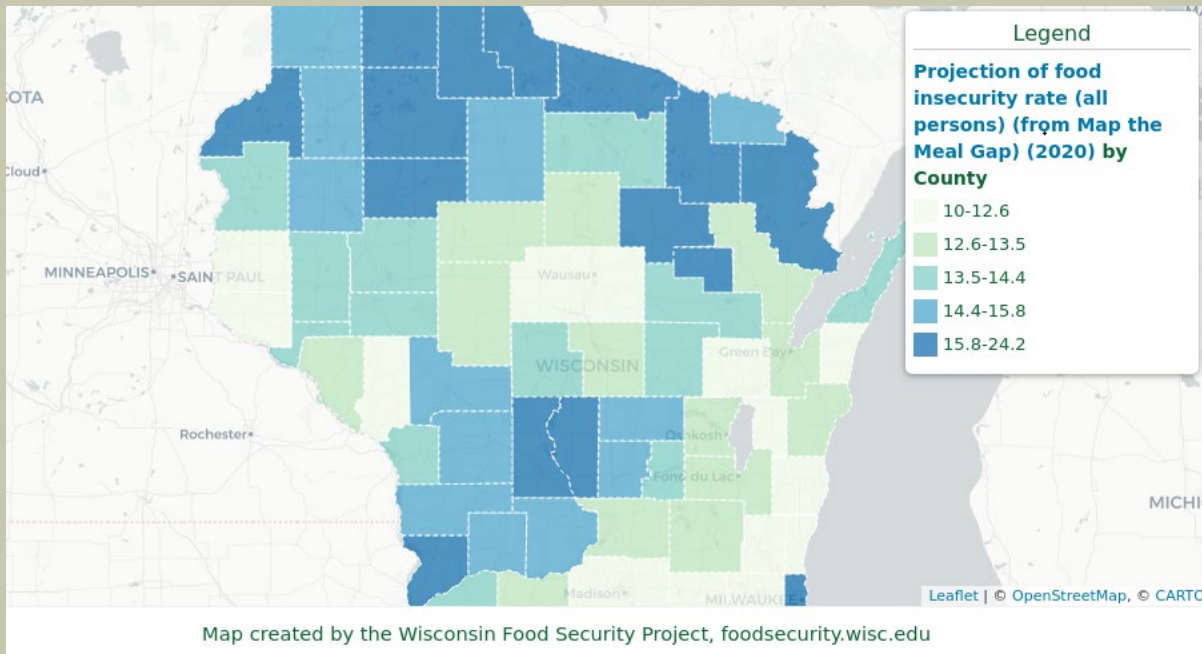 Legend
Projection of food
insecurity rate (all
persons) (from Map the
Meal Gap) (2020) by
County
10-12.6
12.6-13.5
13.5-14.4
14.4-15.8
15.8-24.2
SOTA
Cloud
MINNEAPOLIS
SAINT PAUL
Wausau
WISCONSIN
Green Bay
Rochester
Oshkosh
Fond du Lac
MICHI
Madison
MILWAUKEE
Leaflet | © OpenStreetMap, © CARTO
Map created by the Wisconsin Food Security Project, foodsecurity.wisc.edu